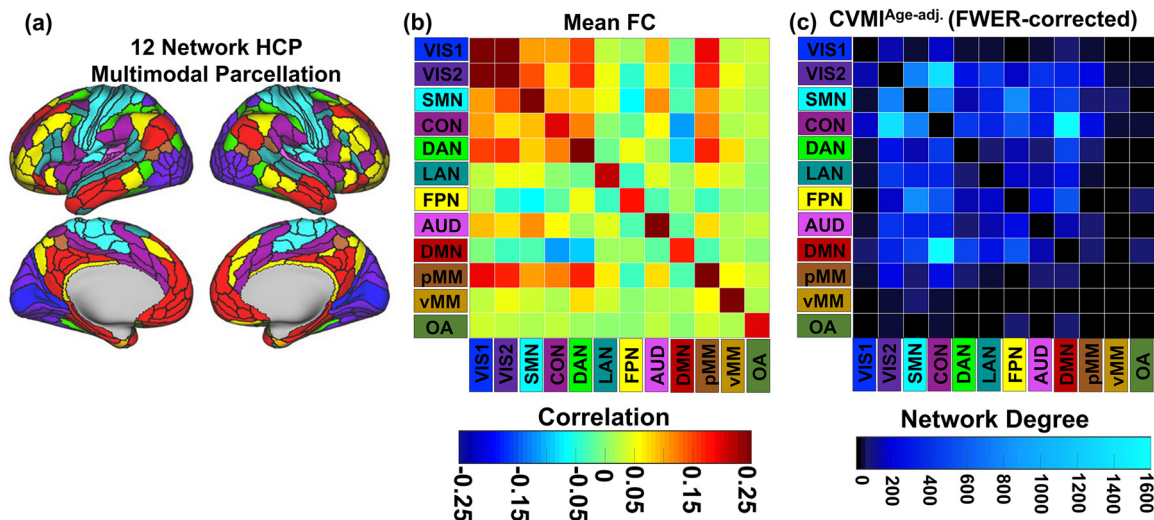 (a)
12 Network HCP
Multimodal Parcellation
(b)
Mean FC
VIS1
VIS2
SMN
CON
DAN
LAN
FPN
AUD
DMN
pMM
vMM
OA
VIS1 VIS2 SMN CON DAN LAN FPN AUD DMN pMM vMM OA
Correlation
-0.25 -0.15 -0.05 0 0.05 0.15 0.25
(c) CVMI^Age-adj. (FWER-corrected)
VIS1
VIS2
SMN
CON
DAN
LAN
FPN
AUD
DMN
pMM
vMM
OA
VIS1 VIS2 SMN CON DAN LAN FPN AUD DMN pMM vMM OA
Network Degree
0 200 400 600 800 1000 1200 1400 1600